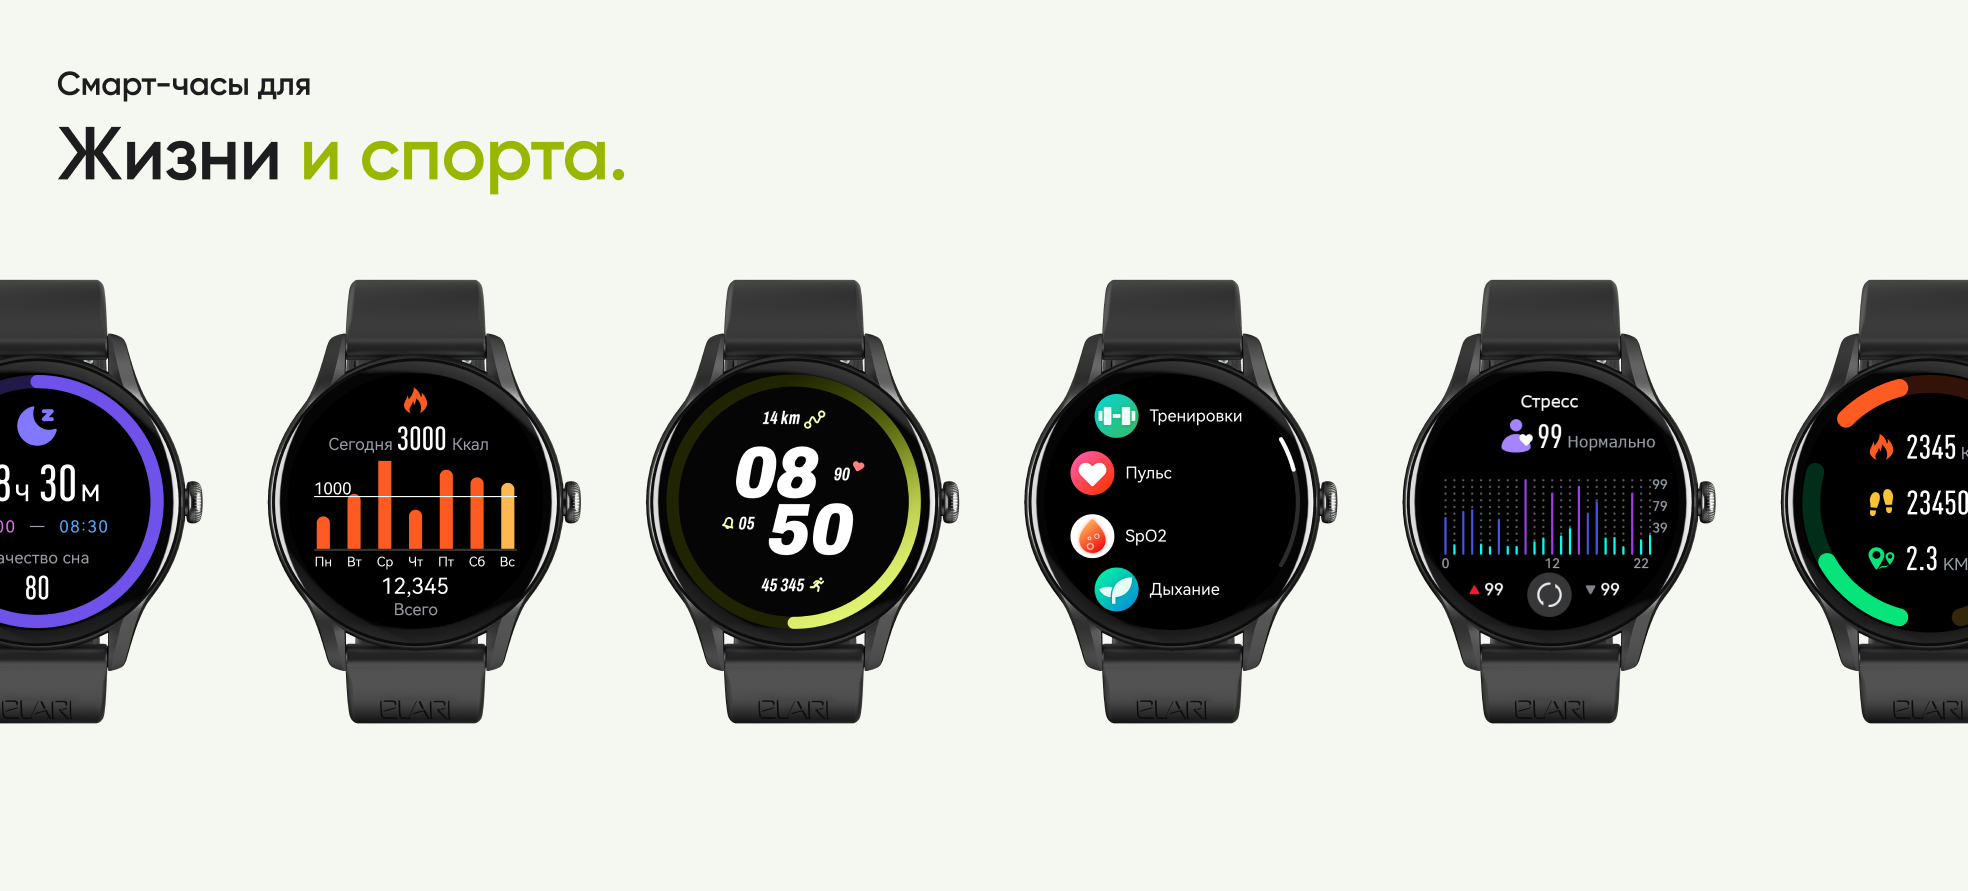 Смарт-часы для
Жизни и спорта.
ч 30 м
00 — 08:30
ачество сна
80
ELARI
Сегодня 3000 Ккал
1000
Пн Вт Ср Чт Пт Сб Вс
12,345
Всего
ELARI
14 km
08
90
05
50
45 345
ELARI
Тренировки
Пульс
SpO2
Дыхание
ELARI
Стресс
99 Нормально
99
79
39
0 12 22
99 99
ELARI
2345
23450
2.3 КМ
ELARI